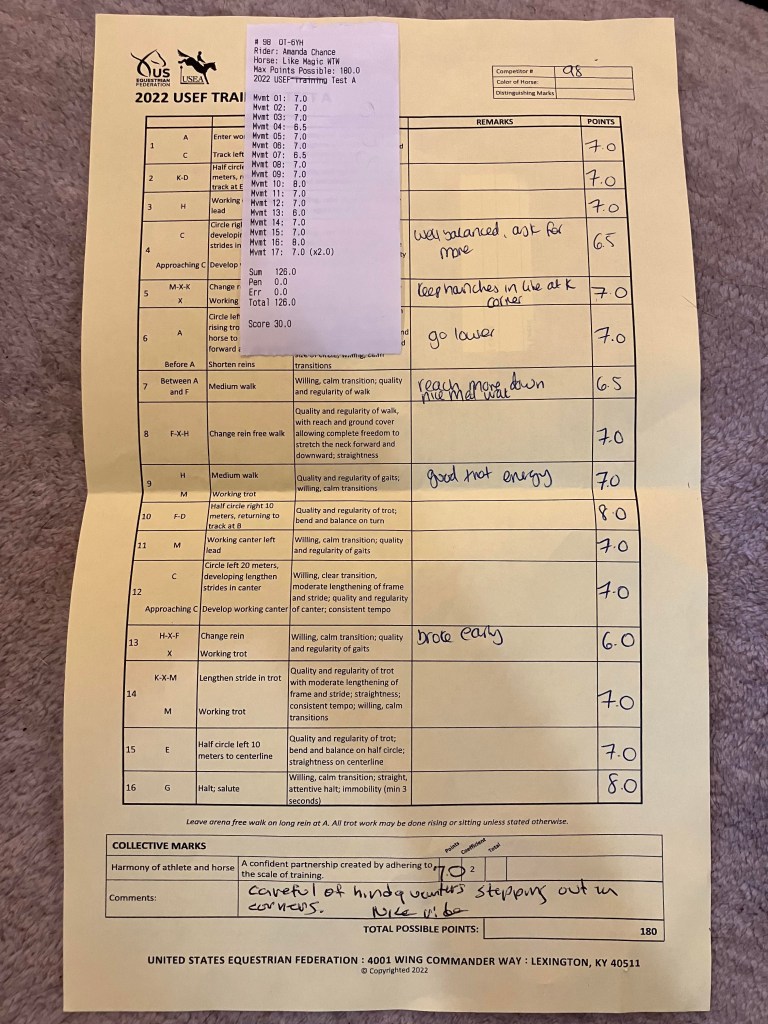 US
EQUESTRIAN
FEDERATION
USEA
2022 USEF TRAI
Competitor # 98
Color of Horse:
Distinguishing Marks
# 98 OT-6YH
Rider: Amanda Chance
Horse: Like Magic WTW
Max Points Possible: 180.0
2022 USEF Training Test A
Mvmt 01: 7.0
Mvmt 02: 7.0
Mvmt 03: 7.0
Mvmt 04: 6.5
Mvmt 05: 7.0
Mvmt 06: 7.0
Mvmt 07: 6.5
Mvmt 08: 7.0
Mvmt 09: 7.0
Mvmt 10: 8.0
Mvmt 11: 7.0
Mvmt 12: 7.0
Mvmt 13: 6.0
Mvmt 14: 7.0
Mvmt 15: 7.0
Mvmt 16: 8.0
Mvmt 17: 7.0 (x2.0)
Sum 126.0
Pen 0.0
Err 0.0
Total 126.0
Score 30.0
REMARKS POINTS
1 A Enter wo 7.0
C Track left
2 K-D Half circle 7.0
meters, r
track at E
3 H Working 7.0
lead
4 C Circle righ well balanced, ask for 6.5
developi more
strides in
Approaching C Develop
5 M-X-K Change r keep haunches in line at K 7.0
X Working corner
6 A Circle left go lower 7.0
rising tro
horse to
forward a
Before A Shorten reins transitions
7 Between A and F Medium walk Willing, calm transition; quality reach more down 6.5
and regularity of walk nice med walk
8 F-X-H Change rein free walk Quality and regularity of walk, 7.0
with reach and ground cover
allowing complete freedom to
stretch the neck forward and
downward; straightness
9 H Medium walk Quality and regularity of gaits; good trot energy 7.0
M Working trot willing, calm transitions
10 F-D Half circle right 10 Quality and regularity of trot; 8.0
meters, returning to bend and balance on turn
track at B
11 M Working canter left Willing, calm transition; quality 7.0
lead and regularity of gaits
12 C Circle left 20 meters, Willing, clear transition, 7.0
developing lengthen moderate lengthening of frame
strides in canter and stride; quality and regularity
Approaching C Develop working canter of canter; consistent tempo
13 H-X-F Change rein Willing, calm transition; quality broke early 6.0
X Working trot and regularity of gaits
14 K-X-M Lengthen stride in trot Quality and regularity of trot 7.0
with moderate lengthening of
frame and stride; straightness;
M Working trot consistent tempo; willing, calm
transitions
15 E Half circle left 10 Quality and regularity of trot; 7.0
meters to centerline bend and balance on half circle;
straightness on centerline
16 G Halt; salute Willing, calm transition; straight, 8.0
attentive halt; immobility (min 3
seconds)
Leave arena free walk on long rein at A. All trot work may be done rising or sitting unless stated otherwise.
COLLECTIVE MARKS Points Coefficient Total
Harmony of athlete and horse A confident partnership created by adhering to 7.0 2
the scale of training.
Comments: careful of hindquarters stepping out in
corners. Nice ride
TOTAL POSSIBLE POINTS: 180
UNITED STATES EQUESTRIAN FEDERATION : 4001 WING COMMANDER WAY : LEXINGTON, KY 40511
© Copyrighted 2022